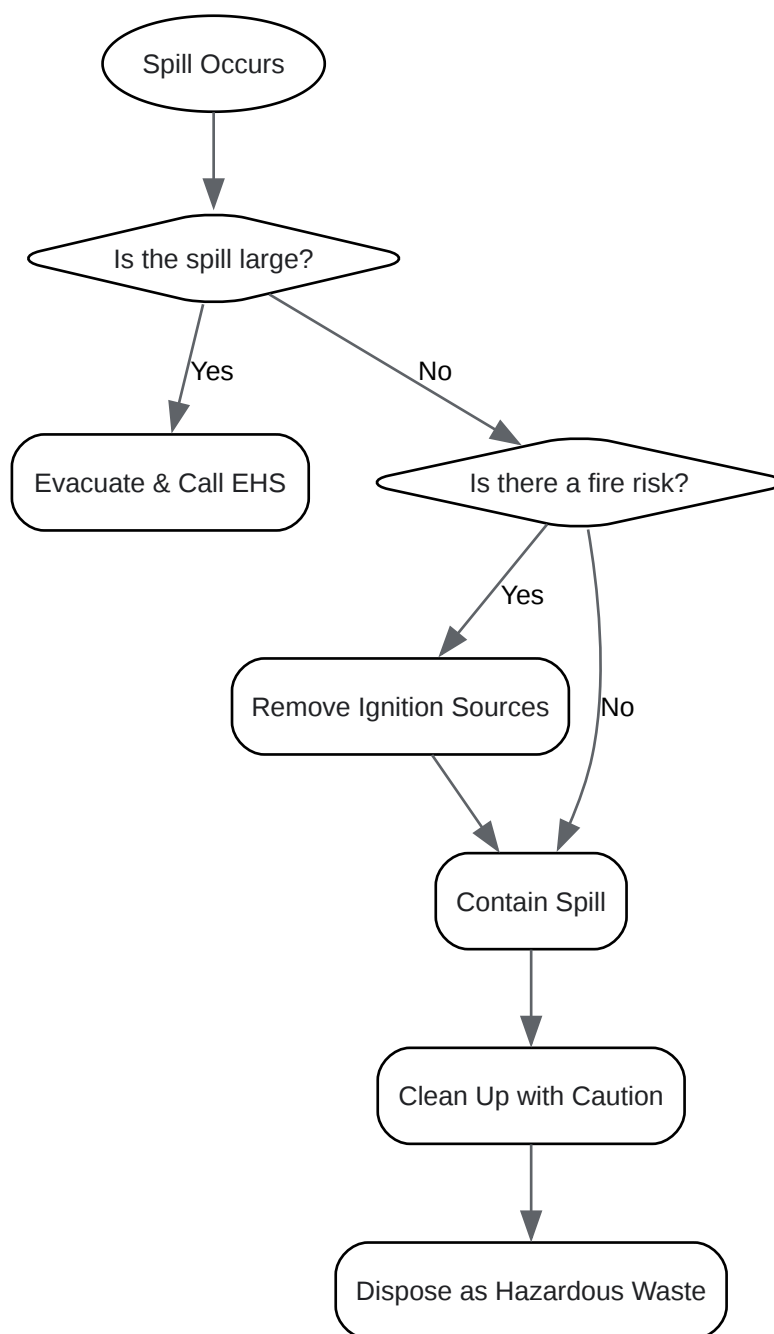 Spill Occurs
Is the spill large?
Yes
No
Evacuate & Call EHS
Is there a fire risk?
Yes
Remove Ignition Sources
No
Contain Spill
Clean Up with Caution
Dispose as Hazardous Waste